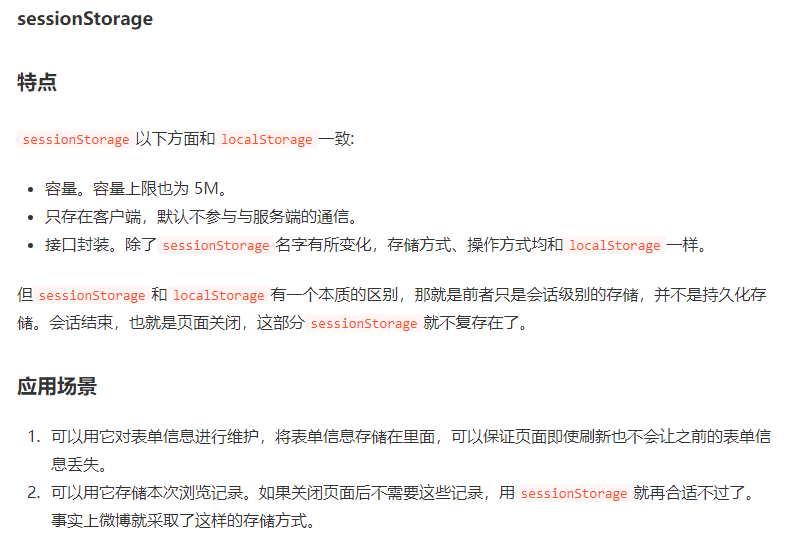 sessionStorage
特点
sessionStorage 以下方面和 localStorage 一致:
• 容量。容量上限也为 5M。
• 只存在客户端，默认不参与与服务端的通信。
• 接口封装。除了 sessionStorage 名字有所变化，存储方式、操作方式均和 localStorage 一样。
但 sessionStorage 和 localStorage 有一个本质的区别，那就是前者只是会话级别的存储，并不是持久化存
储。会话结束，也就是页面关闭，这部分 sessionStorage 就不复存在了。
应用场景
1. 可以用它对表单信息进行维护，将表单信息存储在里面，可以保证页面即使刷新也不会让之前的表单信
息丢失。
2. 可以用它存储本次浏览记录。如果关闭页面后不需要这些记录，用 sessionStorage 就再合适不过了。
事实上微博就采取了这样的存储方式。